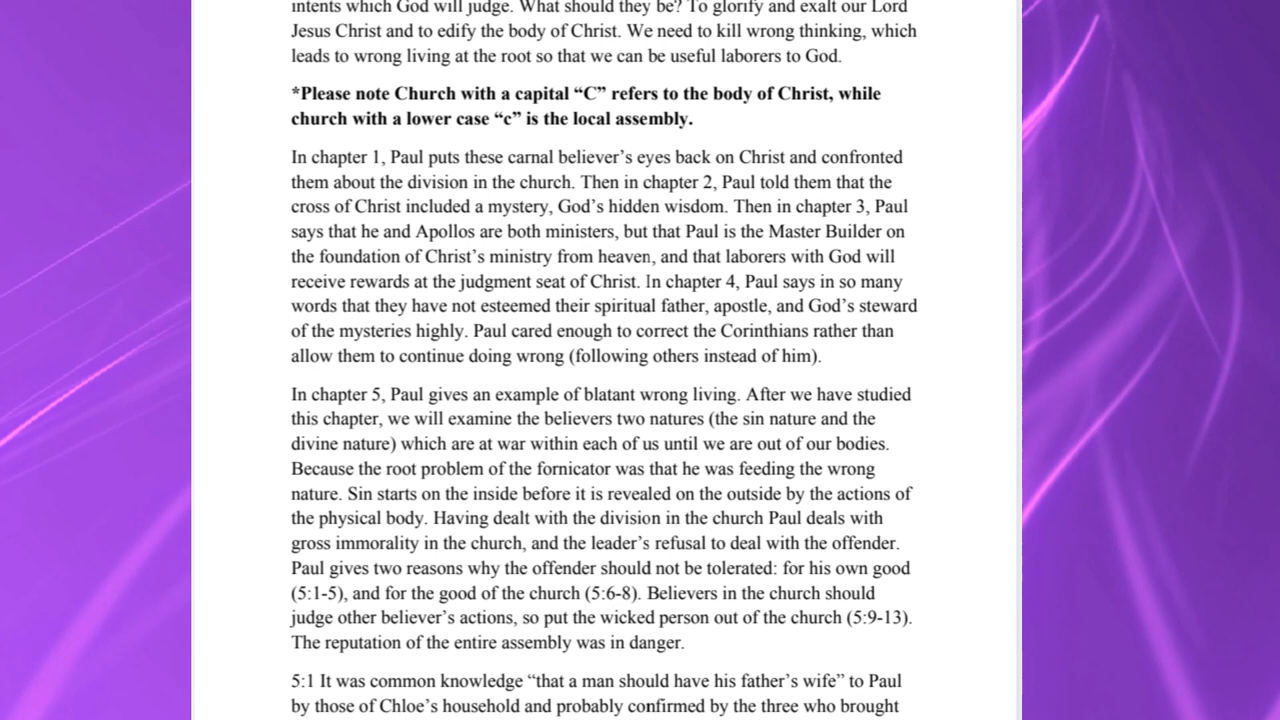 intents which God will judge. What should they be? To glorify and exalt our Lord
Jesus Christ and to edify the body of Christ. We need to kill wrong thinking, which
leads to wrong living at the root so that we can be useful laborers to God.
*Please note Church with a capital “C” refers to the body of Christ, while
church with a lower case “c” is the local assembly.
In chapter 1, Paul puts these carnal believer’s eyes back on Christ and confronted
them about the division in the church. Then in chapter 2, Paul told them that the
cross of Christ included a mystery, God’s hidden wisdom. Then in chapter 3, Paul
says that he and Apollos are both ministers, but that Paul is the Master Builder on
the foundation of Christ’s ministry from heaven, and that laborers with God will
receive rewards at the judgment seat of Christ. In chapter 4, Paul says in so many
words that they have not esteemed their spiritual father, apostle, and God’s steward
of the mysteries highly. Paul cared enough to correct the Corinthians rather than
allow them to continue doing wrong (following others instead of him).
In chapter 5, Paul gives an example of blatant wrong living. After we have studied
this chapter, we will examine the believers two natures (the sin nature and the
divine nature) which are at war within each of us until we are out of our bodies.
Because the root problem of the fornicator was that he was feeding the wrong
nature. Sin starts on the inside before it is revealed on the outside by the actions of
the physical body. Having dealt with the division in the church Paul deals with
gross immorality in the church, and the leader’s refusal to deal with the offender.
Paul gives two reasons why the offender should not be tolerated: for his own good
(5:1-5), and for the good of the church (5:6-8). Believers in the church should
judge other believer’s actions, so put the wicked person out of the church (5:9-13).
The reputation of the entire assembly was in danger.
5:1 It was common knowledge “that a man should have his father’s wife” to Paul
by those of Chloe’s household and probably confirmed by the three who brought